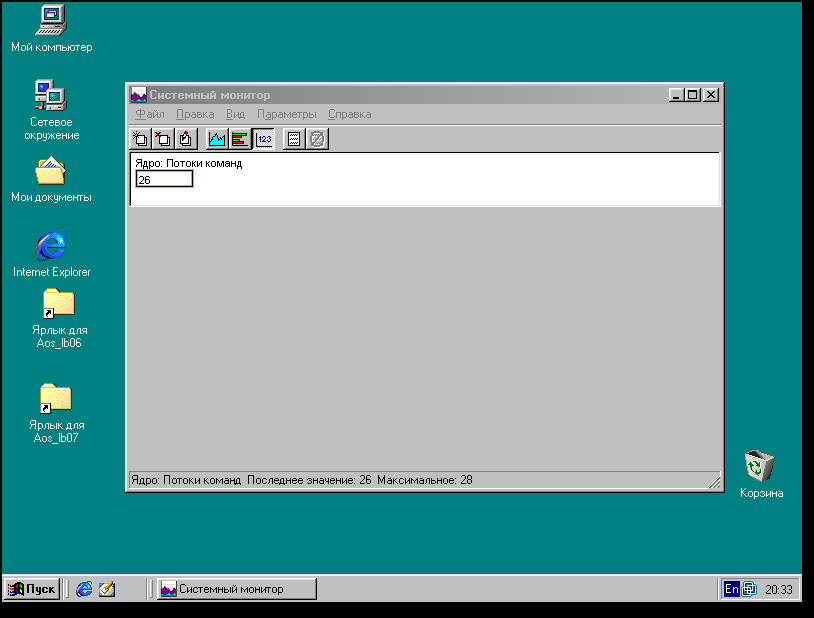 Мой компьютер
Сетевое
окружение
Мои документы
Internet Explorer
Ярлык для
Aos_lb06
Ярлык для
Aos_lb07
Системный монитор
Файл Правка Вид Параметры Справка
123
Ядро: Потоки команд
26
Ядро: Потоки команд Последнее значение: 26 Максимальное: 28
Корзина
Пуск
Системный монитор
En
20:33